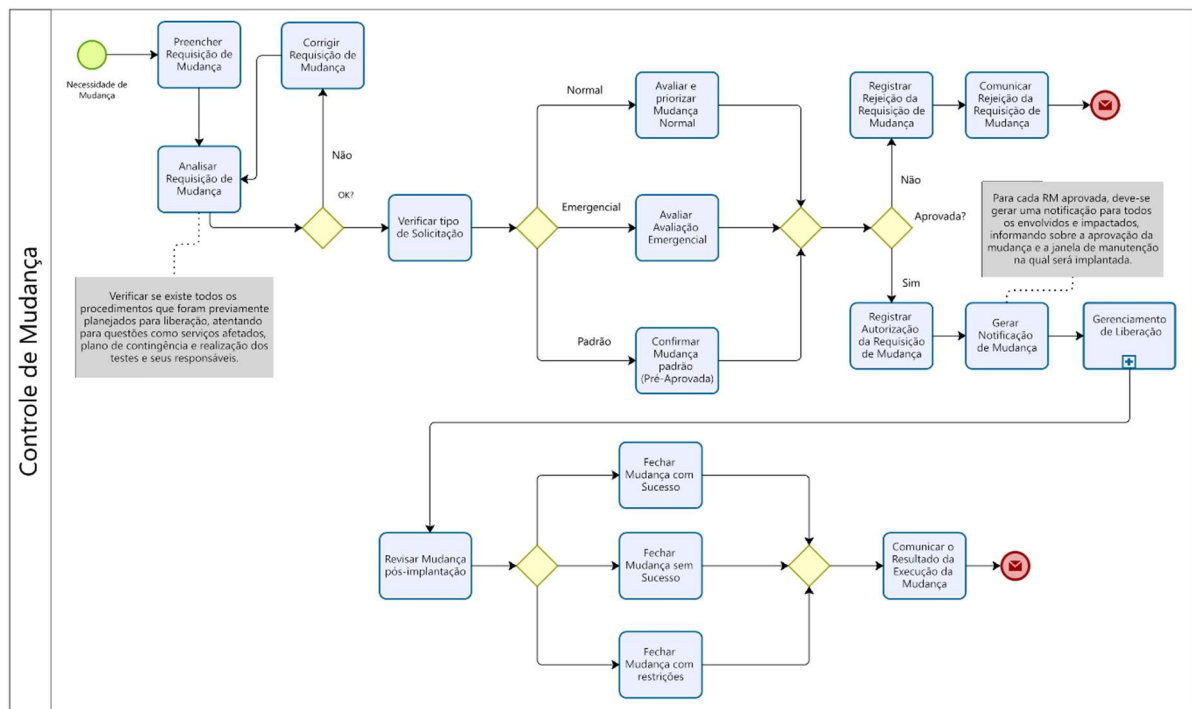 Controle de Mudança
Necessidade de
Mudança
Preencher
Requisição de
Mudança
Corrigir
Requisição de
Mudança
Analisar
Requisição de
Mudança
Não
OK?
Verificar se existe todos os
procedimentos que foram previamente
planejados para liberação, atentando
para questões como serviços afetados,
plano de contingência e realização dos
testes e seus responsáveis.
Verificar tipo
de Solicitação
Normal
Emergencial
Padrão
Avaliar e
priorizar
Mudança
Normal
Avaliar
Avaliação
Emergencial
Confirmar
Mudança
padrão
(Pré-Aprovada)
Aprovada?
Não
Sim
Registrar
Rejeição da
Requisição de
Mudança
Comunicar
Rejeição da
Requisição de
Mudança
Para cada RM aprovada, deve-se
gerar uma notificação para todos
os envolvidos e impactados,
informando sobre a aprovação da
mudança e a janela de manutenção
na qual será implantada.
Registrar
Autorização
da Requisição
de Mudança
Gerar
Notificação
de Mudança
Gerenciamento
de Liberação
Revisar Mudança
pós-implantação
Fechar
Mudança com
Sucesso
Fechar
Mudança sem
Sucesso
Fechar
Mudança com
restrições
Comunicar o
Resultado da
Execução da
Mudança